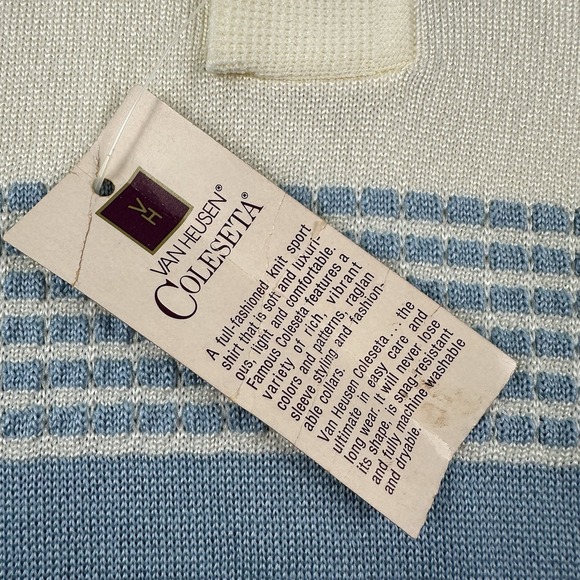 VH
VAN HEUSEN®
COLESETA®
A full-fashioned knit sport
shirt that is soft and luxuri-
ous, light and comfortable.
Famous Coleseta features a
variety of rich, vibrant
colors and patterns, raglan
sleeve styling and fashion-
able collars.
Van Heusen Coleseta...the
ultimate in easy care and
long wear. It will never lose
its shape, is snag-resistant
and fully machine washable
and dryable.